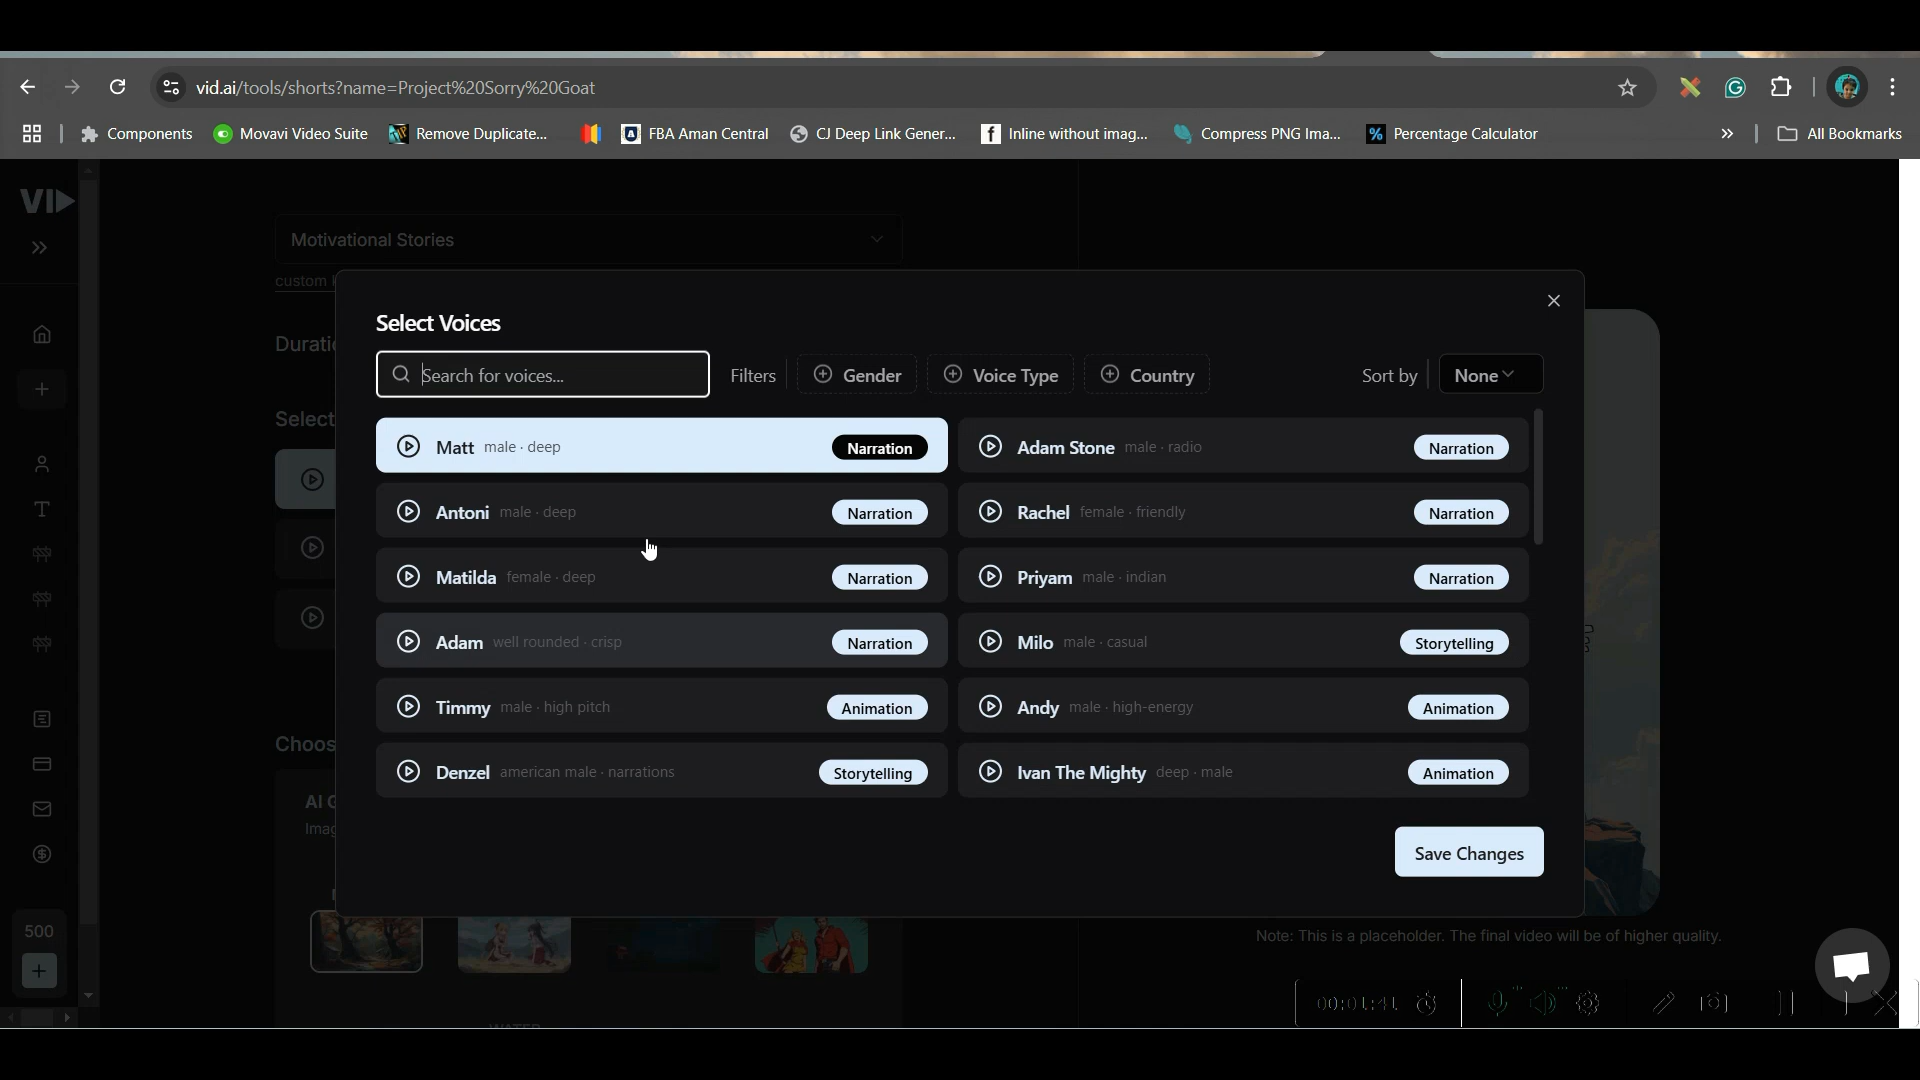 vid.ai/tools/shorts?name=Project%20Sorry%20Goat
Components Movavi Video Suite Remove Duplicate... FBA Aman Central CJ Deep Link Gener... Inline without imag... Compress PNG Ima... Percentage Calculator » All Bookmarks
VID
Motivational Stories
custom
Select Voices
Durati
Search for voices... Filters Gender Voice Type Country Sort by None
Select
Matt male · deep Narration
Adam Stone male · radio Narration
Antoni male · deep Narration
Rachel female · friendly Narration
Matilda female · deep Narration
Priyam male · indian Narration
Adam well rounded · crisp Narration
Milo male · casual Storytelling
Timmy male · high pitch Animation
Andy male · high-energy Animation
Choos
Denzel american male · narrations Storytelling
Ivan The Mighty deep · male Animation
Imag
Save Changes
500
Note: This is a placeholder. The final video will be of higher quality.
00:01:41